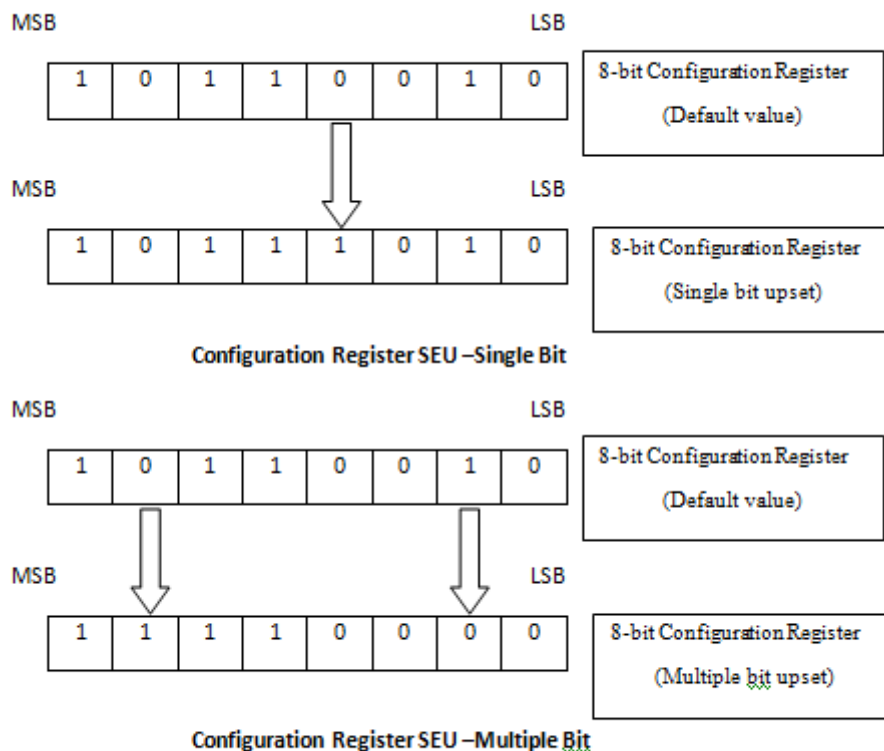 MSB LSB
1 0 1 1 0 0 1 0
8-bit Configuration Register
(Default value)
MSB LSB
1 0 1 1 1 0 1 0
8-bit Configuration Register
(Single bit upset)
Configuration Register SEU –Single Bit
MSB LSB
1 0 1 1 0 0 1 0
8-bit Configuration Register
(Default value)
MSB LSB
1 1 1 1 0 0 0 0
8-bit Configuration Register
(Multiple bit upset)
Configuration Register SEU –Multiple Bit